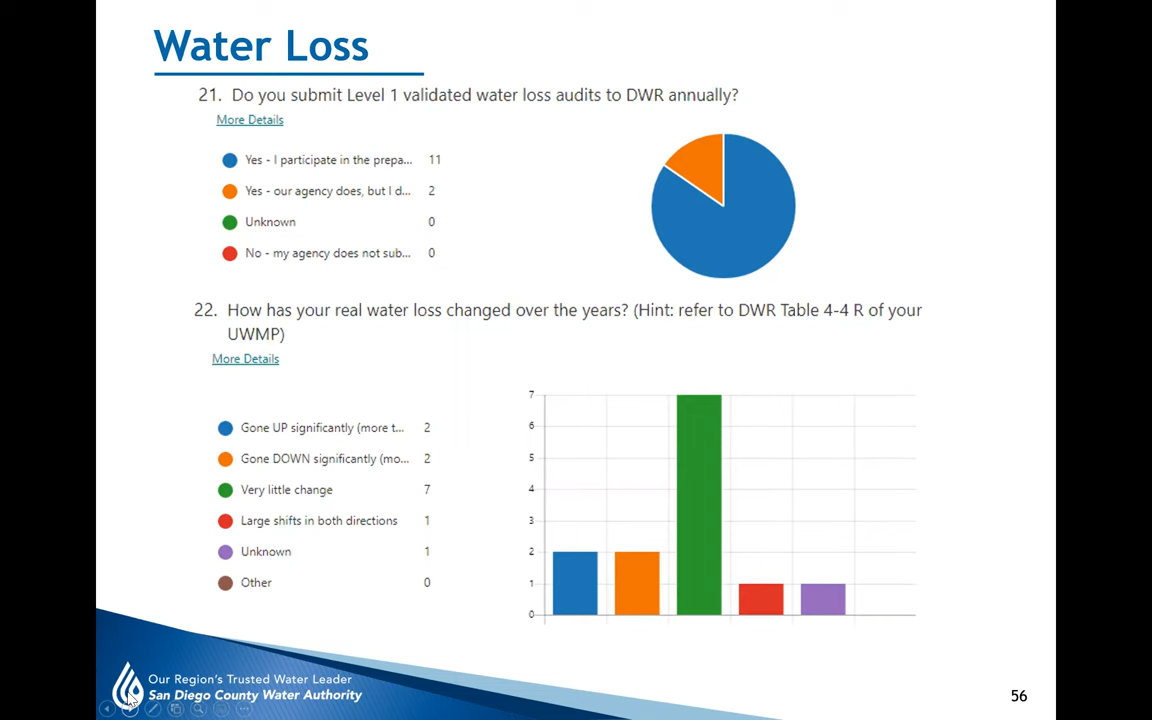 Water Loss
21. Do you submit Level 1 validated water loss audits to DWR annually?
More Details
Yes - I participate in the prepa... 11
Yes - our agency does, but I d... 2
Unknown 0
No - my agency does not sub... 0
22. How has your real water loss changed over the years? (Hint: refer to DWR Table 4-4 R of your
UWMP)
More Details
Gone UP significantly (more t... 2
Gone DOWN significantly (mo... 2
Very little change 7
Large shifts in both directions 1
Unknown 1
Other 0
7
6
5
4
3
2
1
0
Our Region's Trusted Water Leader
San Diego County Water Authority
56